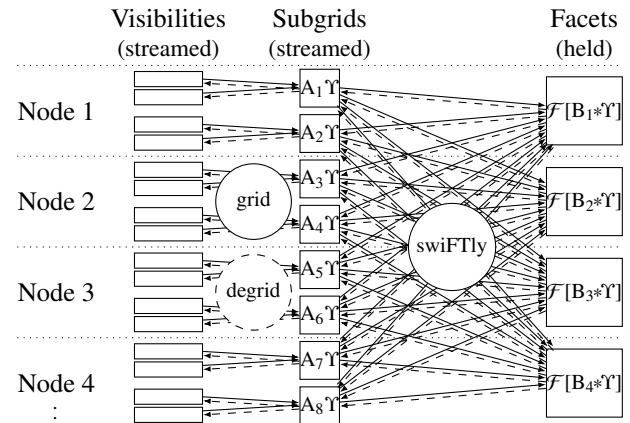 Visibilities Subgrids Facets
(streamed) (streamed) (held)
Node 1
A₁ϒ
A₂ϒ
ℱ[B₁*ϒ]
Node 2
grid
A₃ϒ
A₄ϒ
ℱ[B₂*ϒ]
swiFTly
Node 3
degrid
A₅ϒ
A₆ϒ
ℱ[B₃*ϒ]
Node 4
A₇ϒ
A₈ϒ
ℱ[B₄*ϒ]
: